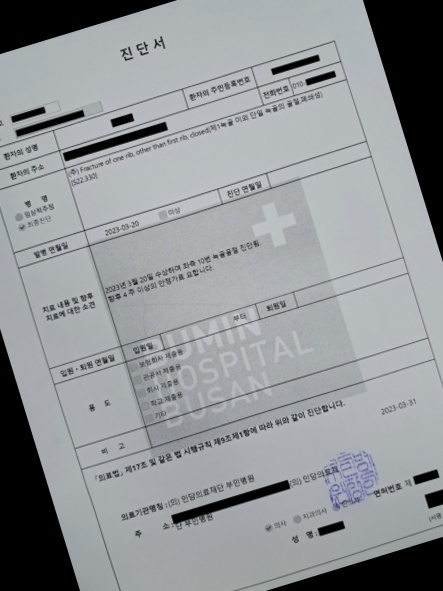 진단서
환자의 성명
환자의 주민등록번호
환자의 주소
전화번호 010-
병 명
임상적추정
최종진단
(주) Fracture of one rib, other than first rib, closed(제1늑골 이외 단일 늑골의 골절,폐쇄성)
[S22.330]
발병 연월일
2023-03-20
미상
진단 연월일
치료 내용 및 향후
치료에 대한 소견
2023년 3월 20일 수상하여 좌측 10번 늑골골절 진단됨.
향후 4 주 이상의 안정가료 요합니다.
입원 · 퇴원 연월일
입원일
부터
퇴원일
용 도
보험회사 제출용
관공서 제출용
회사 제출용
학교 제출용
기타
BUMIN
HOSPITAL
BUSAN
비 고
「의료법」 제17조 및 같은 법 시행규칙 제9조제1항에 따라 위와 같이 진단합니다.
2023-03-31
의료기관명칭 : (의) 인당의료재단 부민병원
주 소 :
(의) 인당의료재
단 부민병원
의사
치과의사
면허번호 제
성 명 :